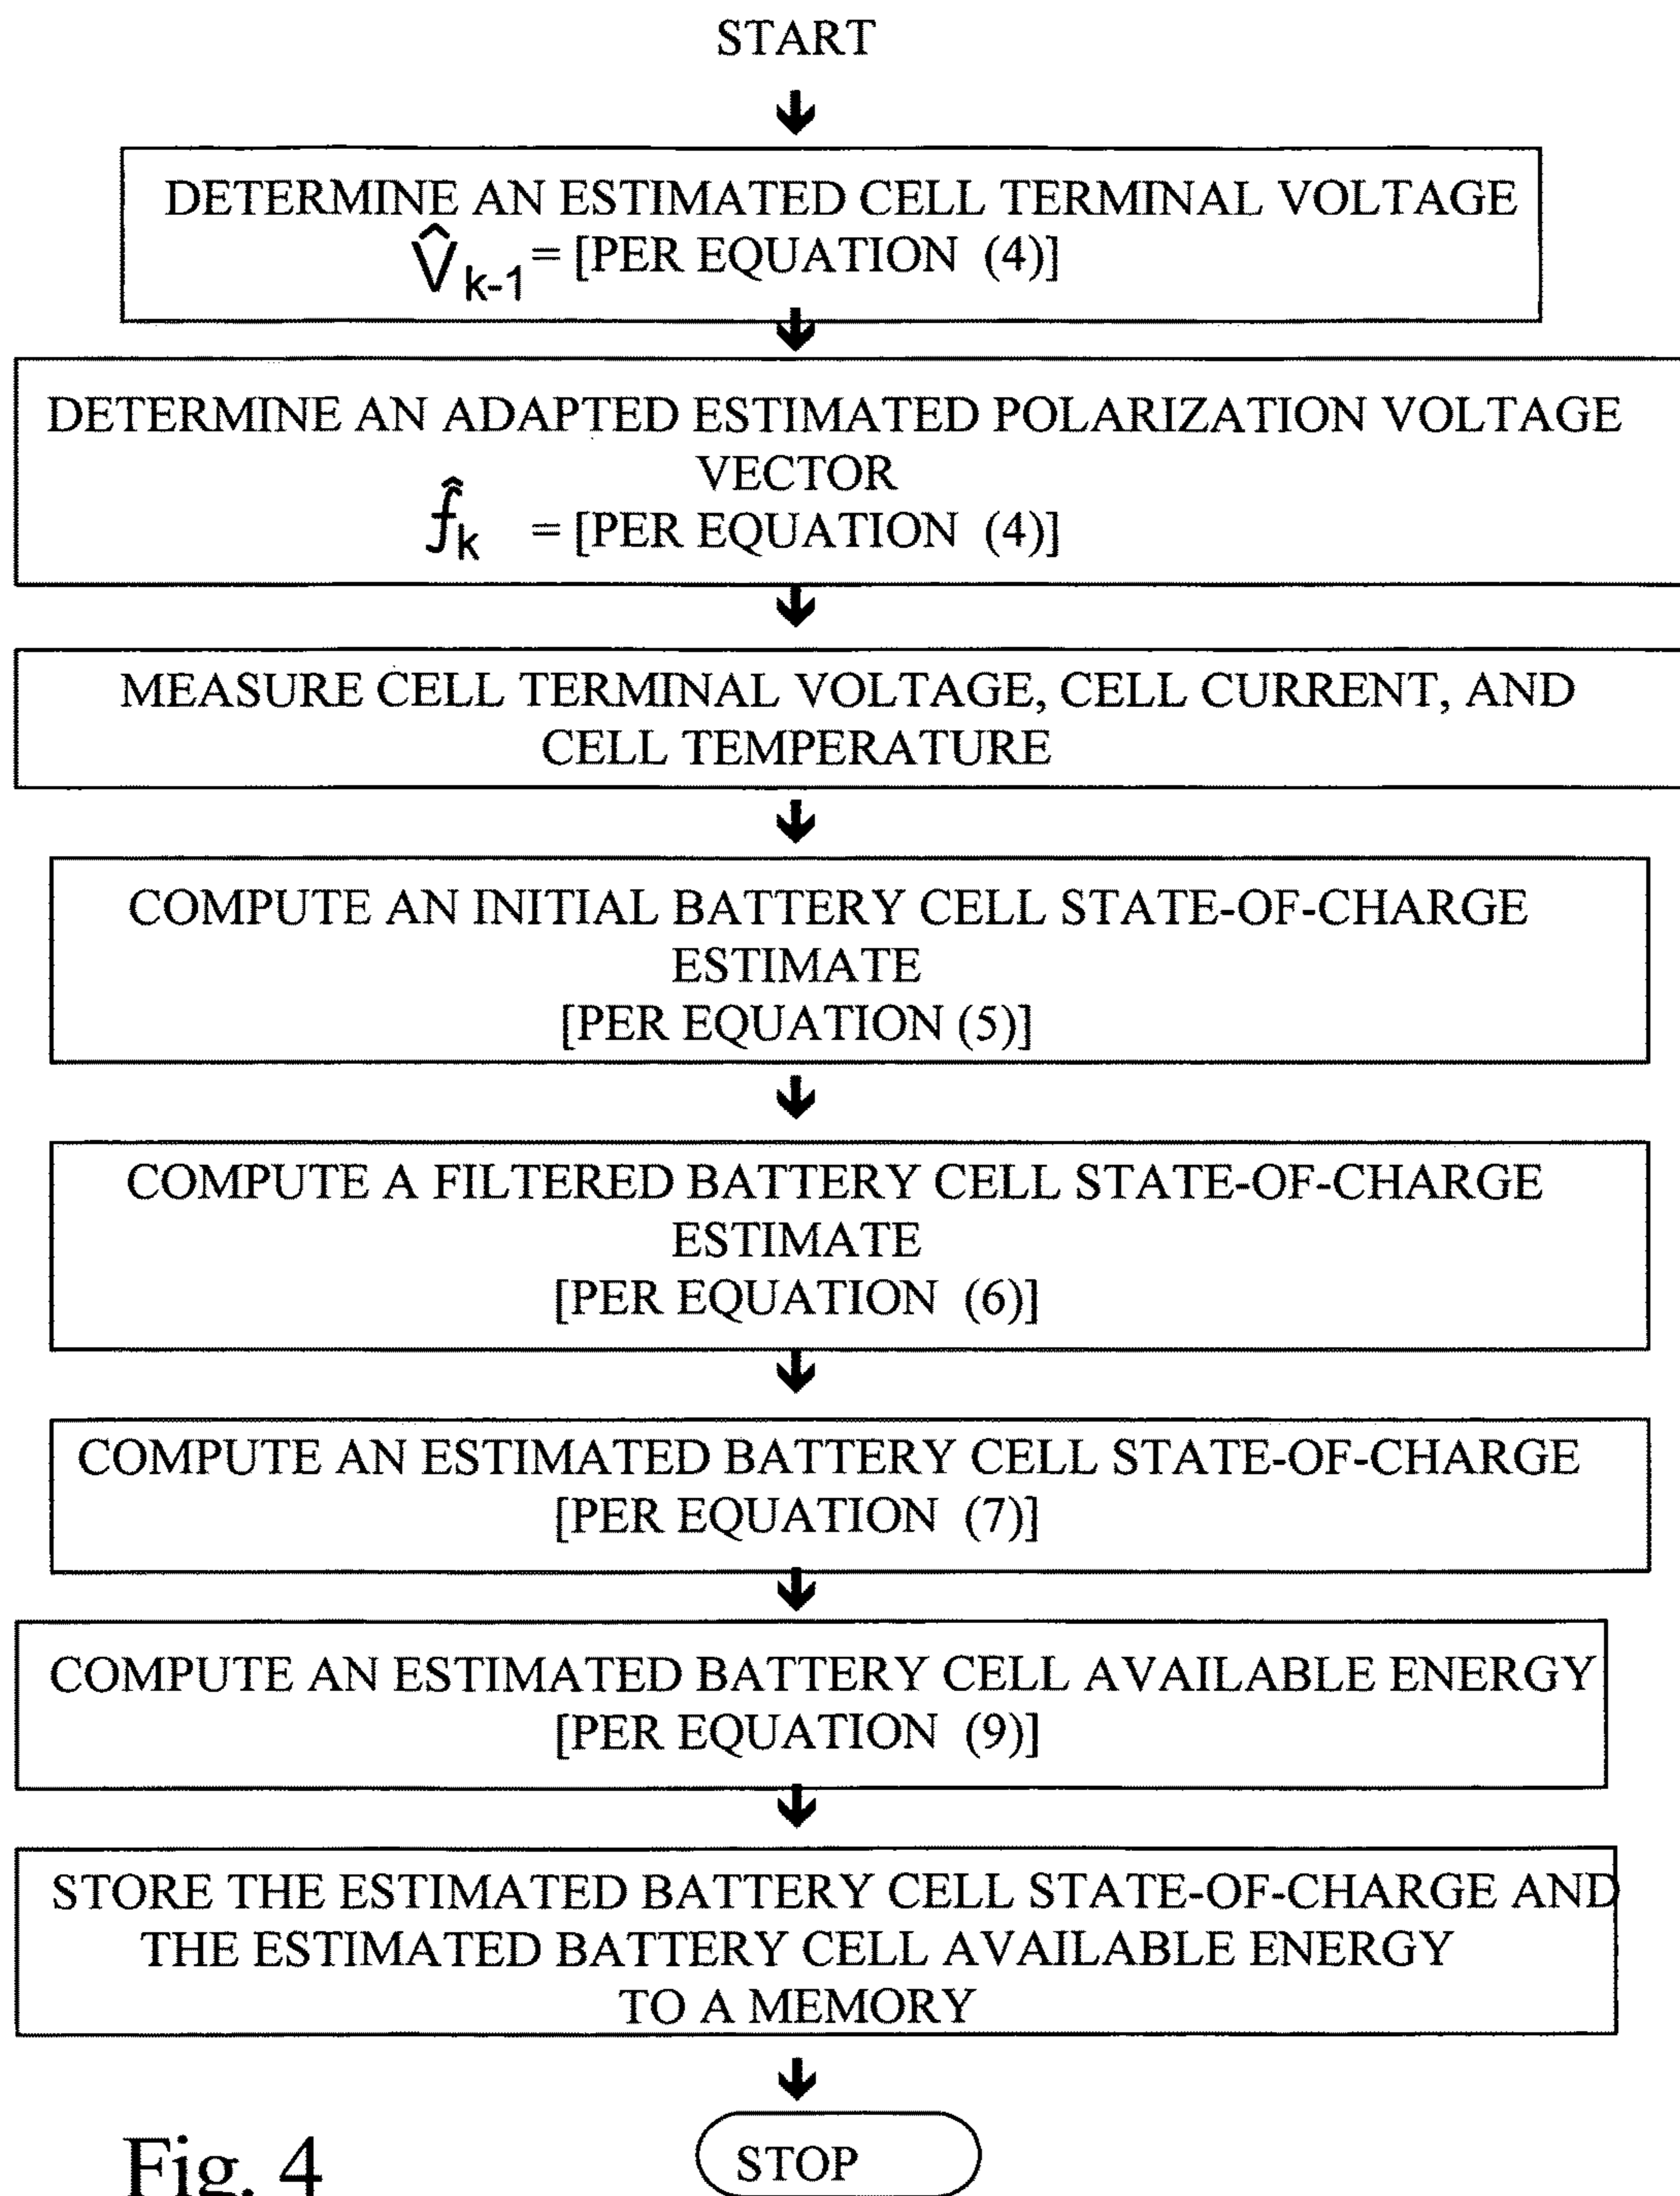 START
DETERMINE AN ESTIMATED CELL TERMINAL VOLTAGE
V̂k-1 = [PER EQUATION (4)]
DETERMINE AN ADAPTED ESTIMATED POLARIZATION VOLTAGE
VECTOR
f̂k = [PER EQUATION (4)]
MEASURE CELL TERMINAL VOLTAGE, CELL CURRENT, AND
CELL TEMPERATURE
COMPUTE AN INITIAL BATTERY CELL STATE-OF-CHARGE
ESTIMATE
[PER EQUATION (5)]
COMPUTE A FILTERED BATTERY CELL STATE-OF-CHARGE
ESTIMATE
[PER EQUATION (6)]
COMPUTE AN ESTIMATED BATTERY CELL STATE-OF-CHARGE
[PER EQUATION (7)]
COMPUTE AN ESTIMATED BATTERY CELL AVAILABLE ENERGY
[PER EQUATION (9)]
STORE THE ESTIMATED BATTERY CELL STATE-OF-CHARGE AND
THE ESTIMATED BATTERY CELL AVAILABLE ENERGY
TO A MEMORY
STOP
Fig. 4